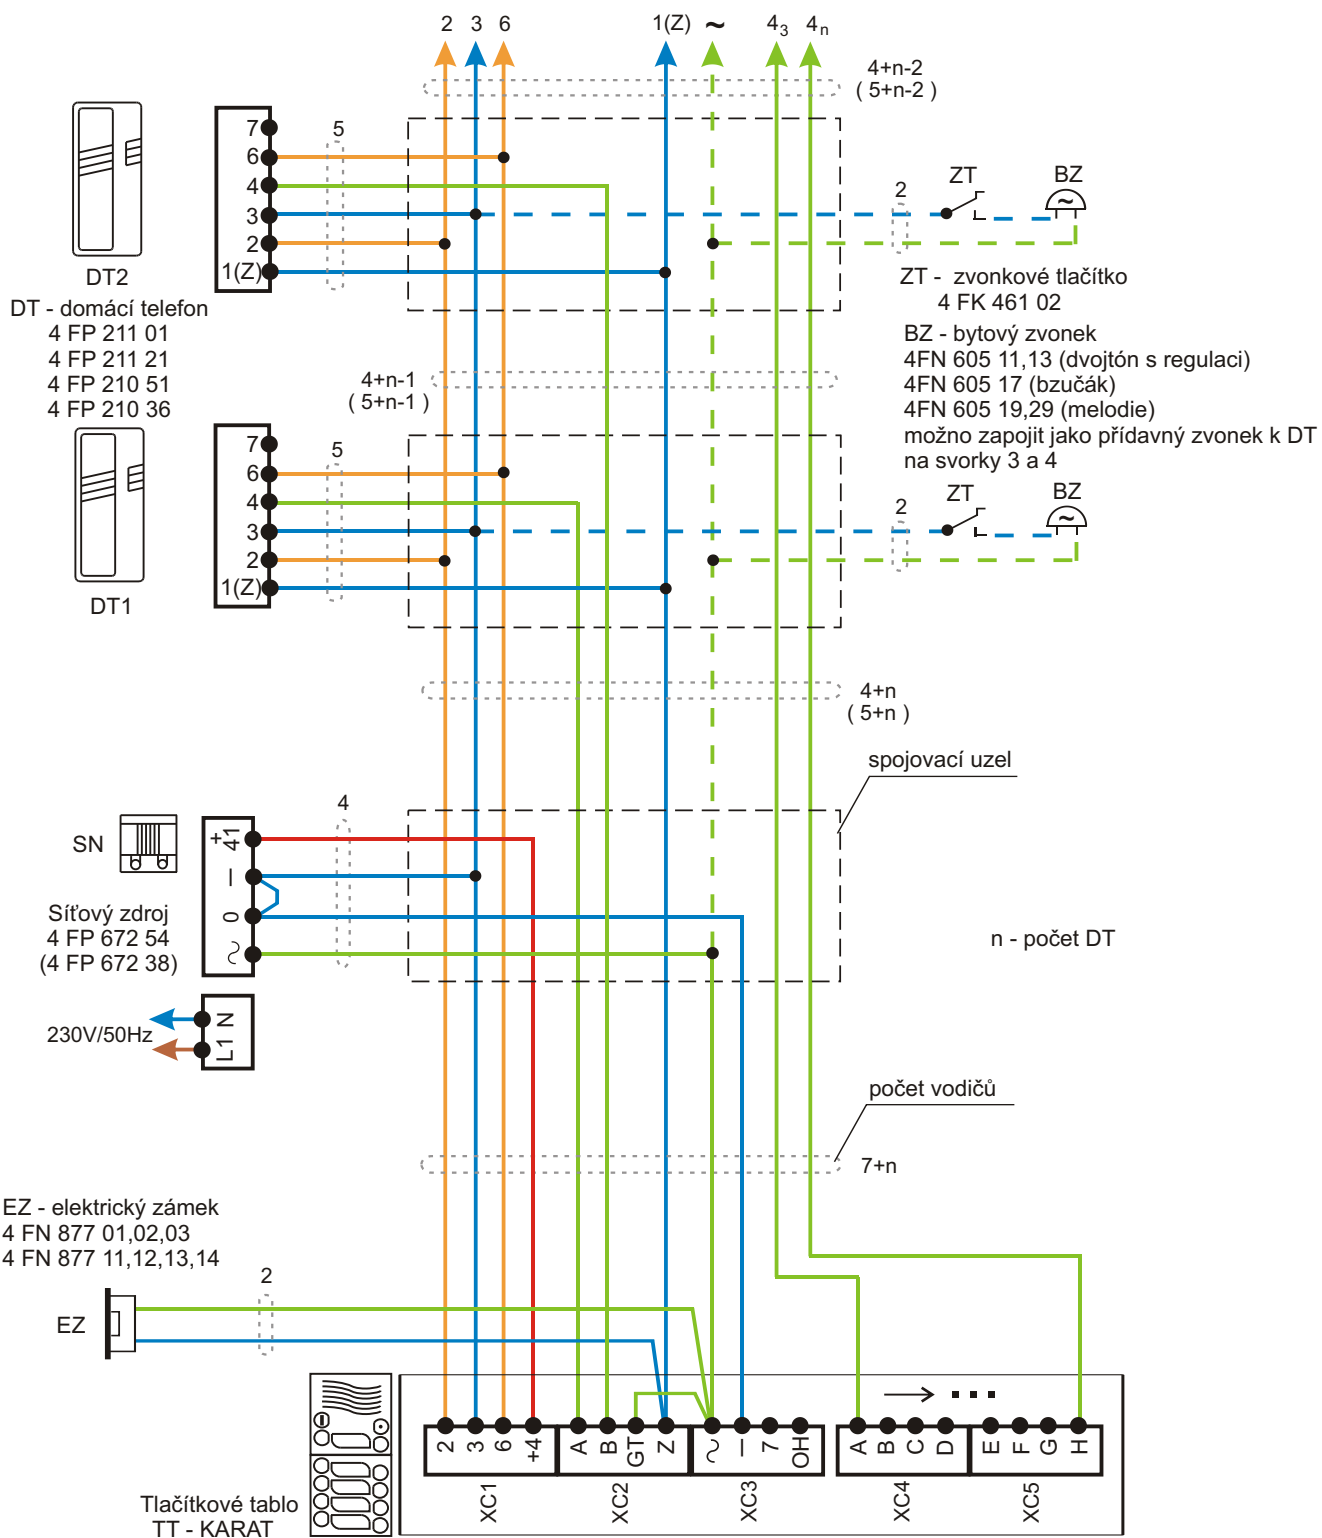 2 3 6 1(Z) ~ 4₃ 4ₙ
4+n-2
( 5+n-2 )
7
6
4
3
2
1(Z)
5
DT2
2
ZT
BZ
~
ZT - zvonkové tlačítko
4 FK 461 02
DT - domácí telefon
4 FP 211 01
4 FP 211 21
4 FP 210 51
4 FP 210 36
BZ - bytový zvonek
4FN 605 11,13 (dvojtón s regulaci)
4FN 605 17 (bzučák)
4FN 605 19,29 (melodie)
možno zapojit jako přídavný zvonek k DT
na svorky 3 a 4
4+n-1
( 5+n-1 )
7
6
4
3
2
1(Z)
5
DT1
2
ZT
BZ
~
4+n
( 5+n )
spojovací uzel
SN
+
41
–
0
~
4
Síťový zdroj
4 FP 672 54
(4 FP 672 38)
n - počet DT
230V/50Hz
N
L1
počet vodičů
7+n
EZ - elektrický zámek
4 FN 877 01,02,03
4 FN 877 11,12,13,14
2
EZ
2 3 6 +4 A B GT Z ~ – 7 OH A B C D E F G H
XC1 XC2 XC3 XC4 XC5
Tlačítkové tablo
TT - KARAT